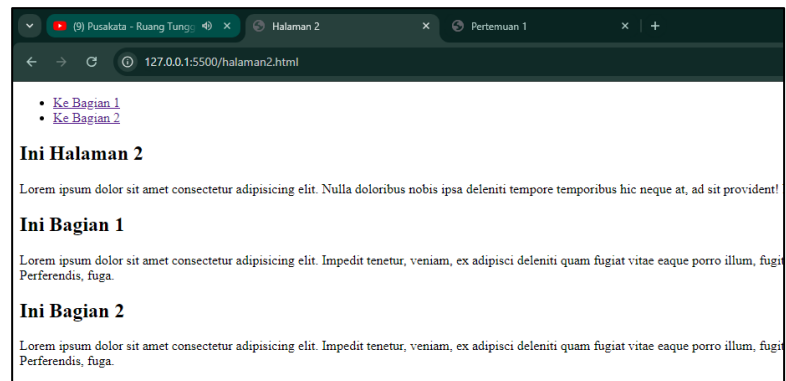 (9) Pusakata - Ruang Tungg
Halaman 2
Pertemuan 1
127.0.0.1:5500/halaman2.html
Ke Bagian 1
Ke Bagian 2
Ini Halaman 2
Lorem ipsum dolor sit amet consectetur adipisicing elit. Nulla doloribus nobis ipsa deleniti tempore temporibus hic neque at, ad sit provident!
Ini Bagian 1
Lorem ipsum dolor sit amet consectetur adipisicing elit. Impedit tenetur, veniam, ex adipisci deleniti quam fugiat vitae eaque porro illum, fugit
Perferendis, fuga.
Ini Bagian 2
Lorem ipsum dolor sit amet consectetur adipisicing elit. Impedit tenetur, veniam, ex adipisci deleniti quam fugiat vitae eaque porro illum, fugit
Perferendis, fuga.